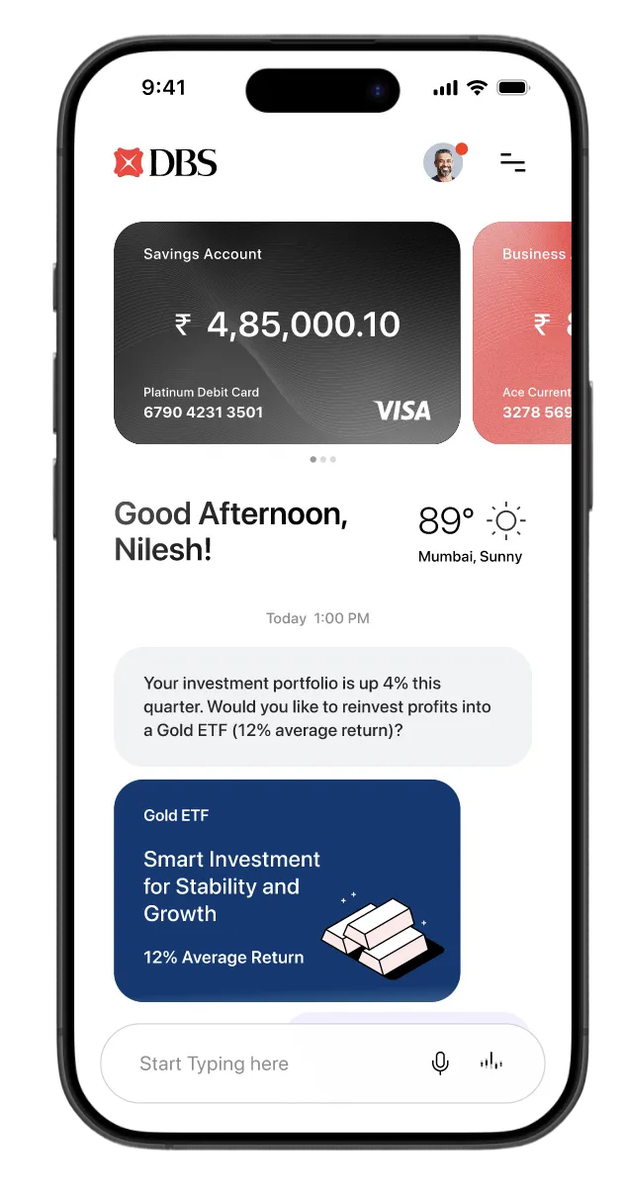 9:41
DBS
Savings Account
₹ 4,85,000.10
Platinum Debit Card
6790 4231 3501
VISA
Business
₹
Ace Current
3278 569
Good Afternoon,
Nilesh!
89°
Mumbai, Sunny
Today 1:00 PM
Your investment portfolio is up 4% this
quarter. Would you like to reinvest profits into
a Gold ETF (12% average return)?
Gold ETF
Smart Investment
for Stability and
Growth
12% Average Return
Start Typing here